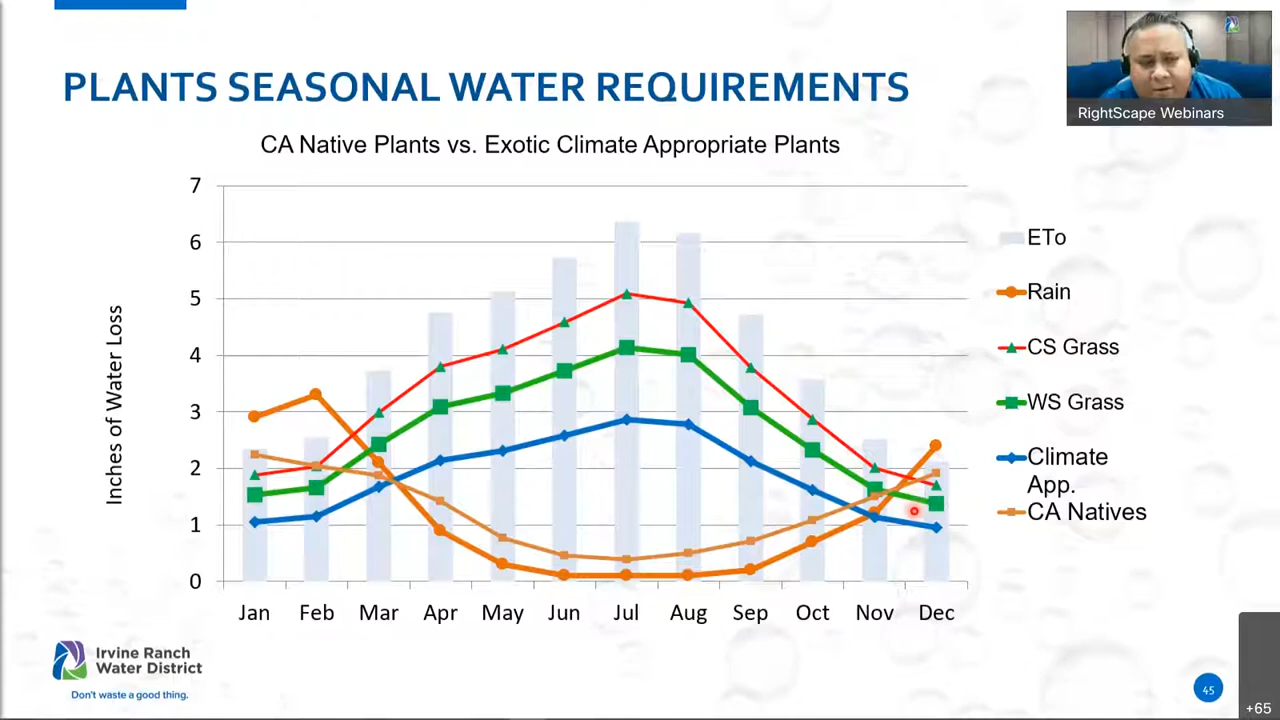 PLANTS SEASONAL WATER REQUIREMENTS
RightScape Webinars
CA Native Plants vs. Exotic Climate Appropriate Plants
Inches of Water Loss
7
6
5
4
3
2
1
0
Jan Feb Mar Apr May Jun Jul Aug Sep Oct Nov Dec
ETo
Rain
CS Grass
WS Grass
Climate
App.
CA Natives
Irvine Ranch
Water District
Don't waste a good thing.
45
+65